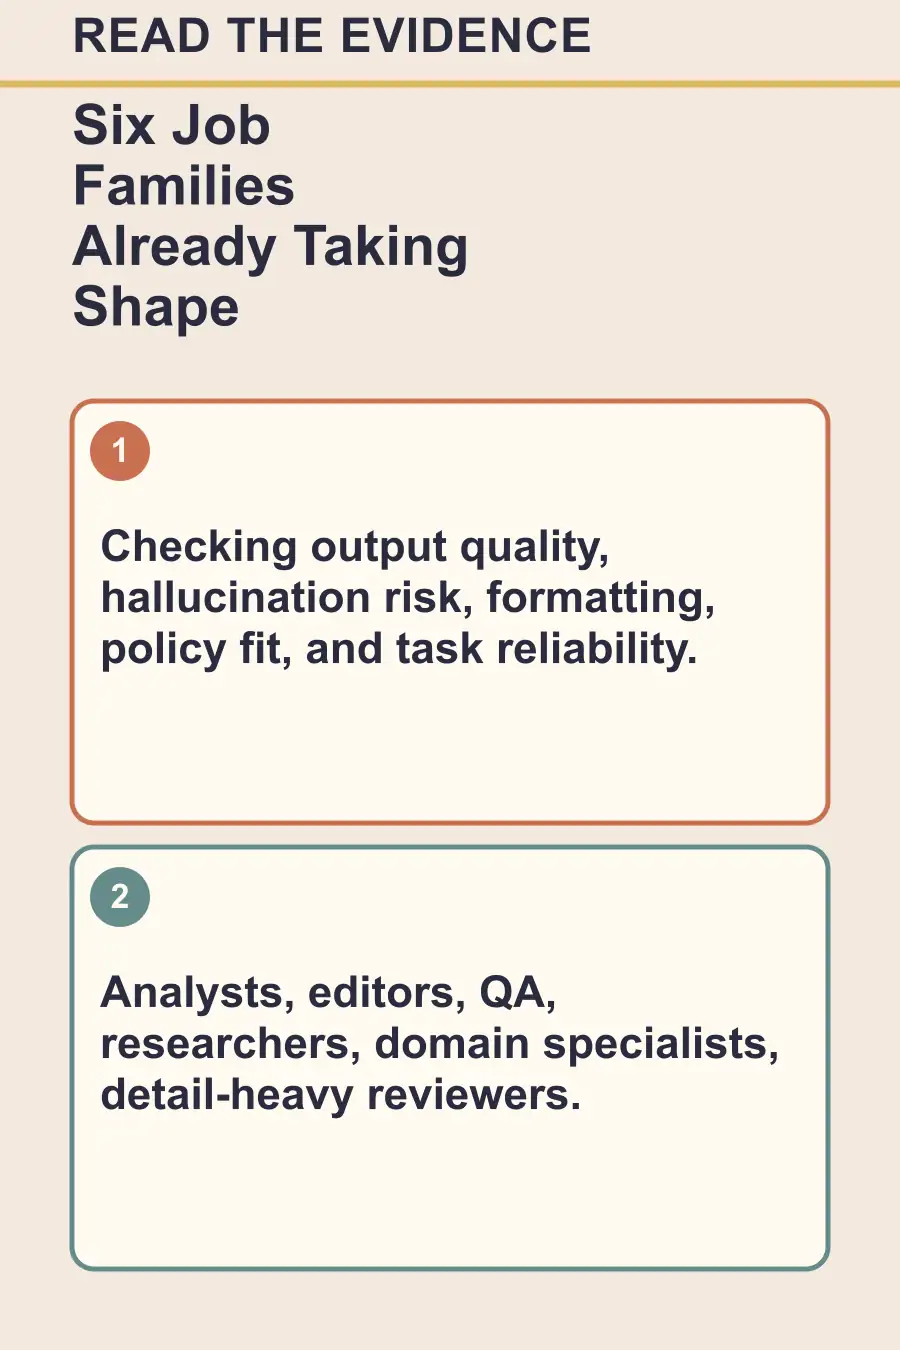 READ THE EVIDENCE
Six Job
Families
Already Taking
Shape
1
Checking output quality,
hallucination risk, formatting,
policy fit, and task reliability.
2
Analysts, editors, QA,
researchers, domain specialists,
detail-heavy reviewers.